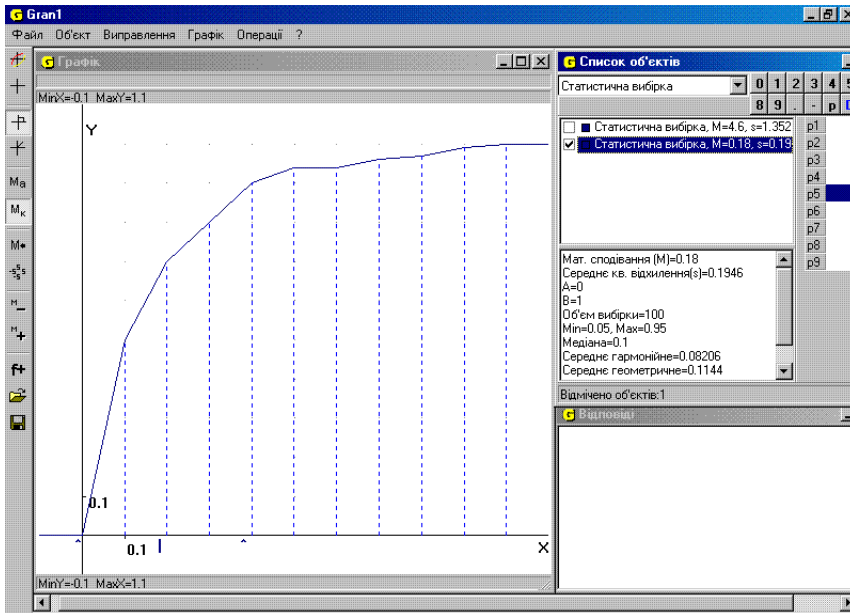 Gran1
Файл Об'єкт Виправлення Графік Операції ?
Графік
MinX=-0.1 MaxY=1.1
Y
0.1
0.1
X
MinY=-0.1 MaxX=1.1
Ma
Mк
M
M
M
f+
Список об'єктів
Статистична вибірка
0 1 2 3 4 5
8 9 . - p
Статистична вибірка, M=4.6, s=1.352
Статистична вибірка, M=0.18, s=0.19
p1
p2
p3
p4
p5
p6
p7
p8
p9
Мат. сподівання (M)=0.18
Середнє кв. відхилення(s)=0.1946
A=0
B=1
Об'єм вибірки=100
Min=0.05, Max=0.95
Медіана=0.1
Середнє гармонійне=0.08206
Середнє геометричне=0.1144
Відмічено об'єктів:1
Відповіді